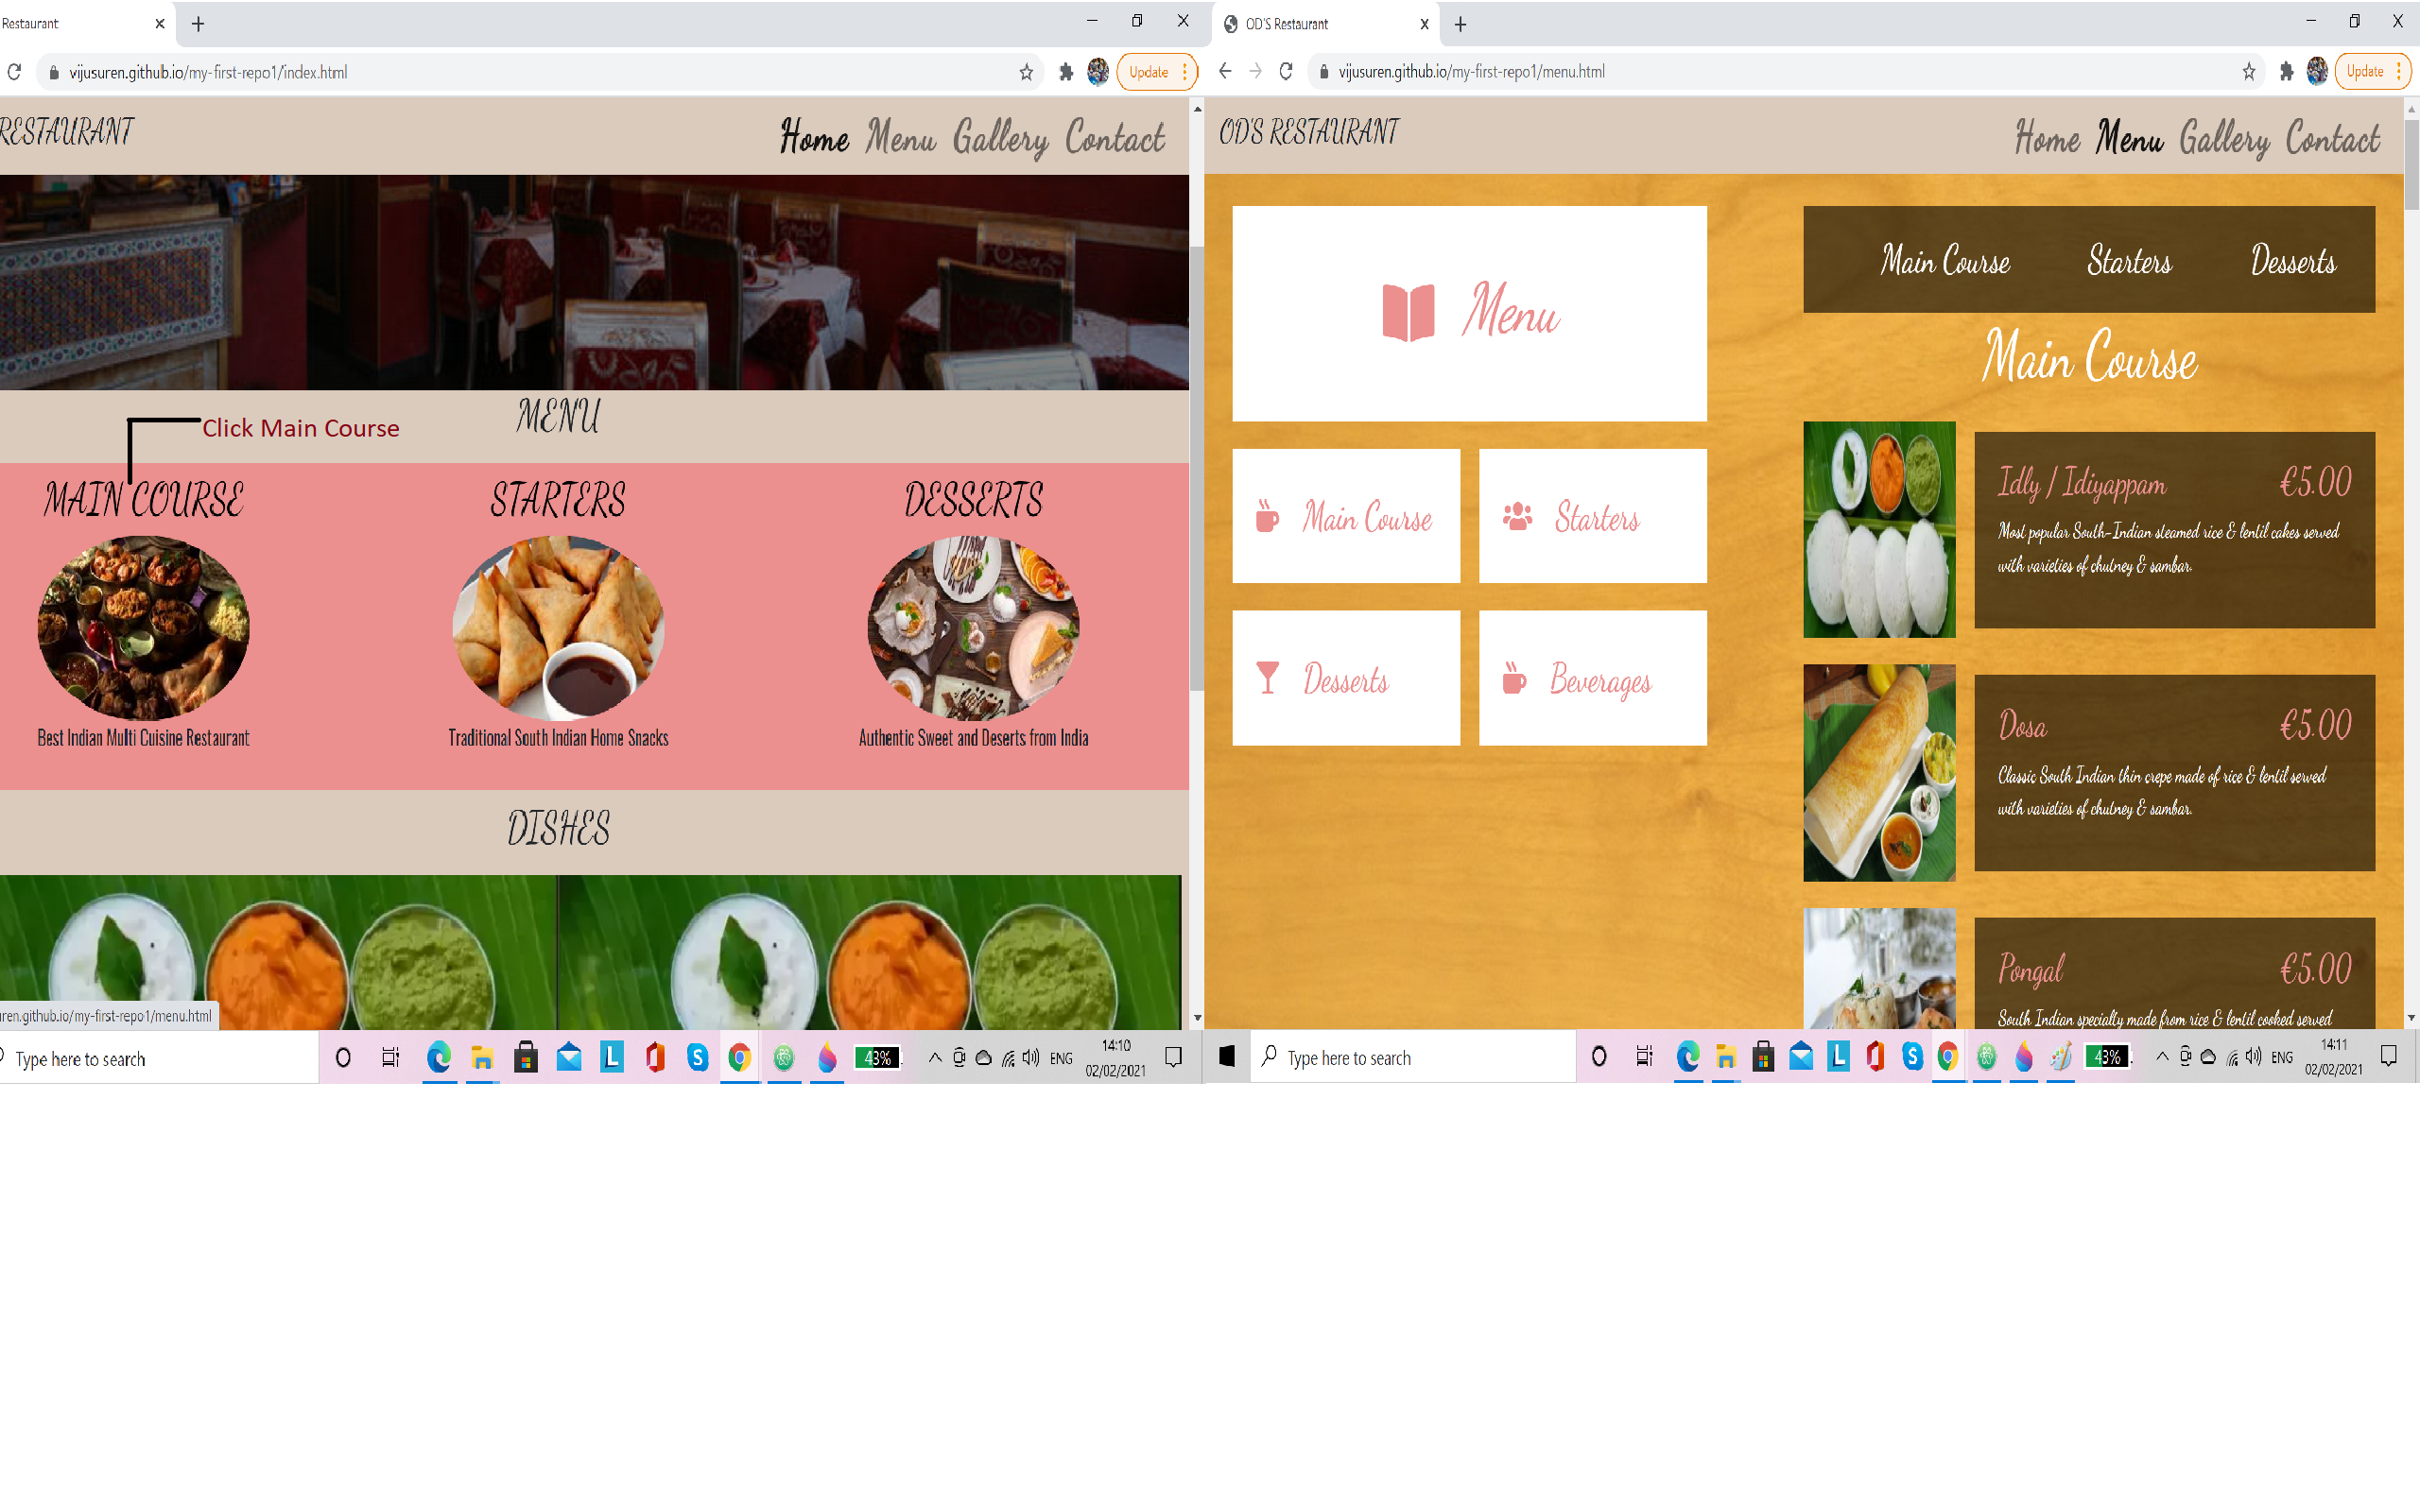 Restaurant
vijusuren.github.io/my-first-repo1/index.html
Update
RESTAURANT
Home Menu Gallery Contact
MENU
Click Main Course
MAIN COURSE
STARTERS
DESSERTS
Best Indian Multi Cuisine Restaurant
Traditional South Indian Home Snacks
Authentic Sweet and Deserts from India
DISHES
ren.github.io/my-first-repo1/menu.html
Type here to search
L
S
43%
ENG
14:10
02/02/2021
OD'S Restaurant
vijusuren.github.io/my-first-repo1/menu.html
Update
OD'S RESTAURANT
Home Menu Gallery Contact
Menu
Main Course
Starters
Desserts
Beverages
Main Course Starters Desserts
Main Course
Idly / Idiyappam €5.00
Most popular South-Indian steamed rice & lentil cakes served
with varieties of chutney & sambar.
Dosa €5.00
Classic South Indian thin crepe made of rice & lentil served
with varieties of chutney & sambar.
Pongal €5.00
South Indian specialty made from rice & lentil cooked served
Type here to search
L
S
43%
ENG
14:11
02/02/2021